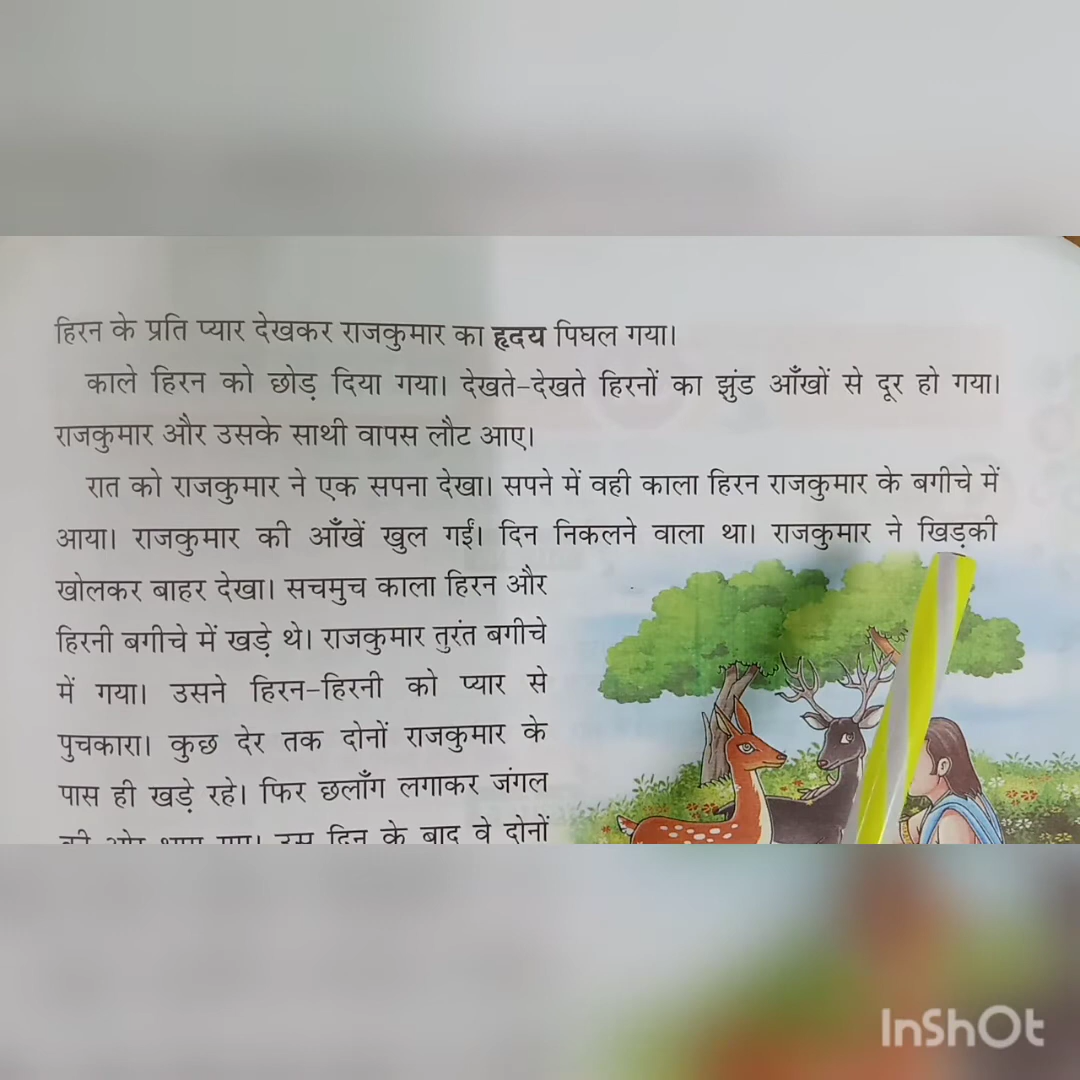 हिरन के प्रति प्यार देखकर राजकुमार का हृदय पिघल गया।
काले हिरन को छोड़ दिया गया। देखते-देखते हिरनों का झुंड आँखों से दूर हो गया।
राजकुमार और उसके साथी वापस लौट आए।
रात को राजकुमार ने एक सपना देखा। सपने में वही काला हिरन राजकुमार के बगीचे में
आया। राजकुमार की आँखें खुल गईं। दिन निकलने वाला था। राजकुमार ने खिड़की
खोलकर बाहर देखा। सचमुच काला हिरन और
हिरनी बगीचे में खड़े थे। राजकुमार तुरंत बगीचे
में गया। उसने हिरन-हिरनी को प्यार से
पुचकारा। कुछ देर तक दोनों राजकुमार के
पास ही खड़े रहे। फिर छलाँग लगाकर जंगल
की ओर भाग गए। उस दिन के बाद वे दोनों
InShOt